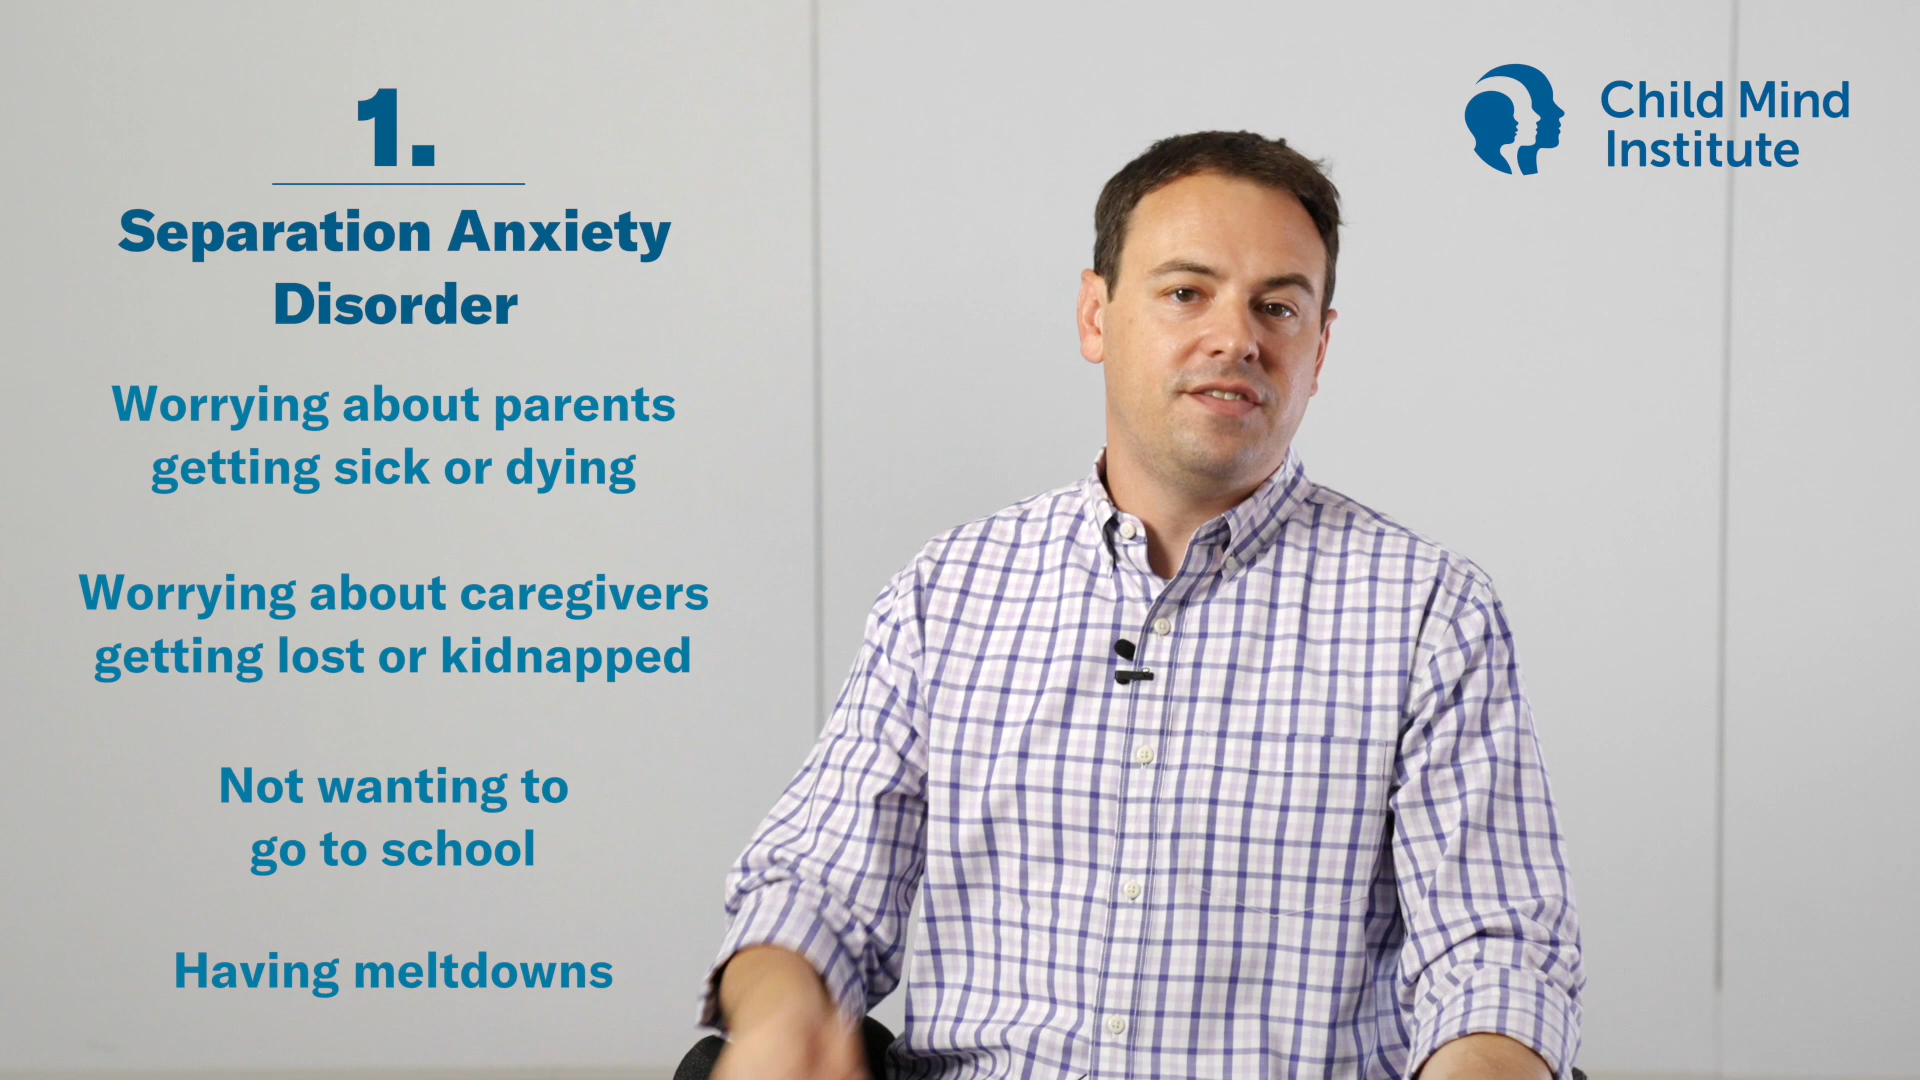 1.
Separation Anxiety
Disorder
Worrying about parents
getting sick or dying
Worrying about caregivers
getting lost or kidnapped
Not wanting to
go to school
Having meltdowns
Child Mind
Institute